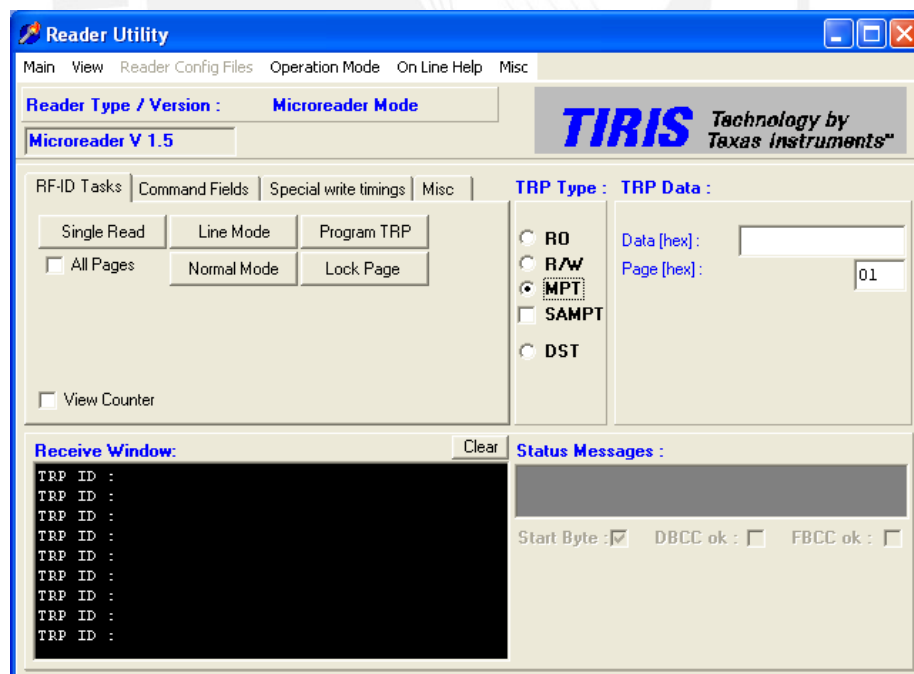 Reader Utility
Main View Reader Config Files Operation Mode On Line Help Misc
Reader Type / Version : Microreader Mode
Microreader V 1.5
TIRIS Technology by
Texas Instruments™
RF-ID Tasks Command Fields Special write timings Misc
Single Read Line Mode Program TRP
All Pages Normal Mode Lock Page
View Counter
TRP Type :
RO
R/W
MPT
SAMPT
DST
TRP Data :
Data [hex] :
Page [hex] : 01
Receive Window: Clear
TRP ID :
TRP ID :
TRP ID :
TRP ID :
TRP ID :
TRP ID :
TRP ID :
TRP ID :
TRP ID :
Status Messages :
Start Byte : DBCC ok : FBCC ok :